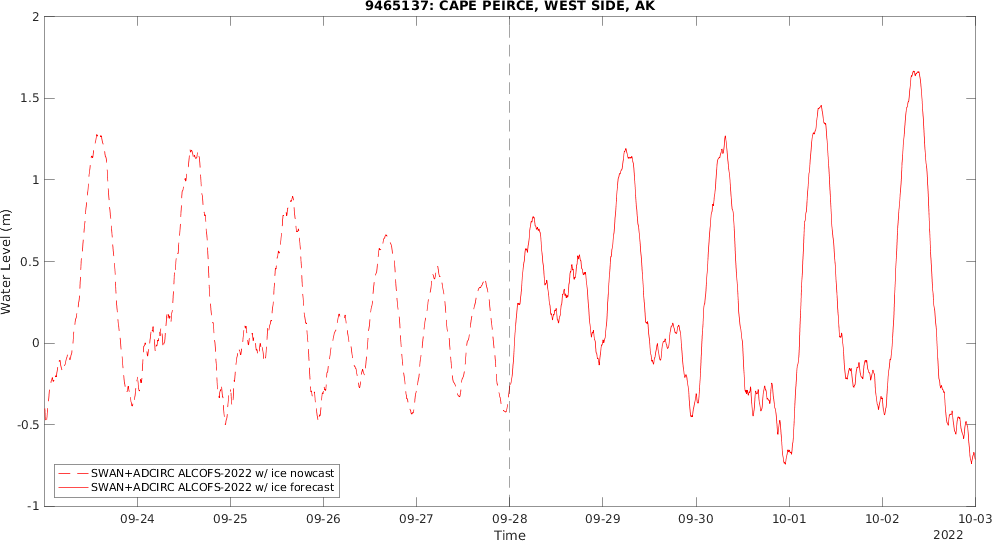 9465137: CAPE PEIRCE, WEST SIDE, AK
2
1.5
1
0.5
0
-0.5
-1
Water Level (m)
SWAN+ADCIRC ALCOFS-2022 w/ ice nowcast
SWAN+ADCIRC ALCOFS-2022 w/ ice forecast
09-24 09-25 09-26 09-27 09-28 09-29 09-30 10-01 10-02 10-03
Time
2022